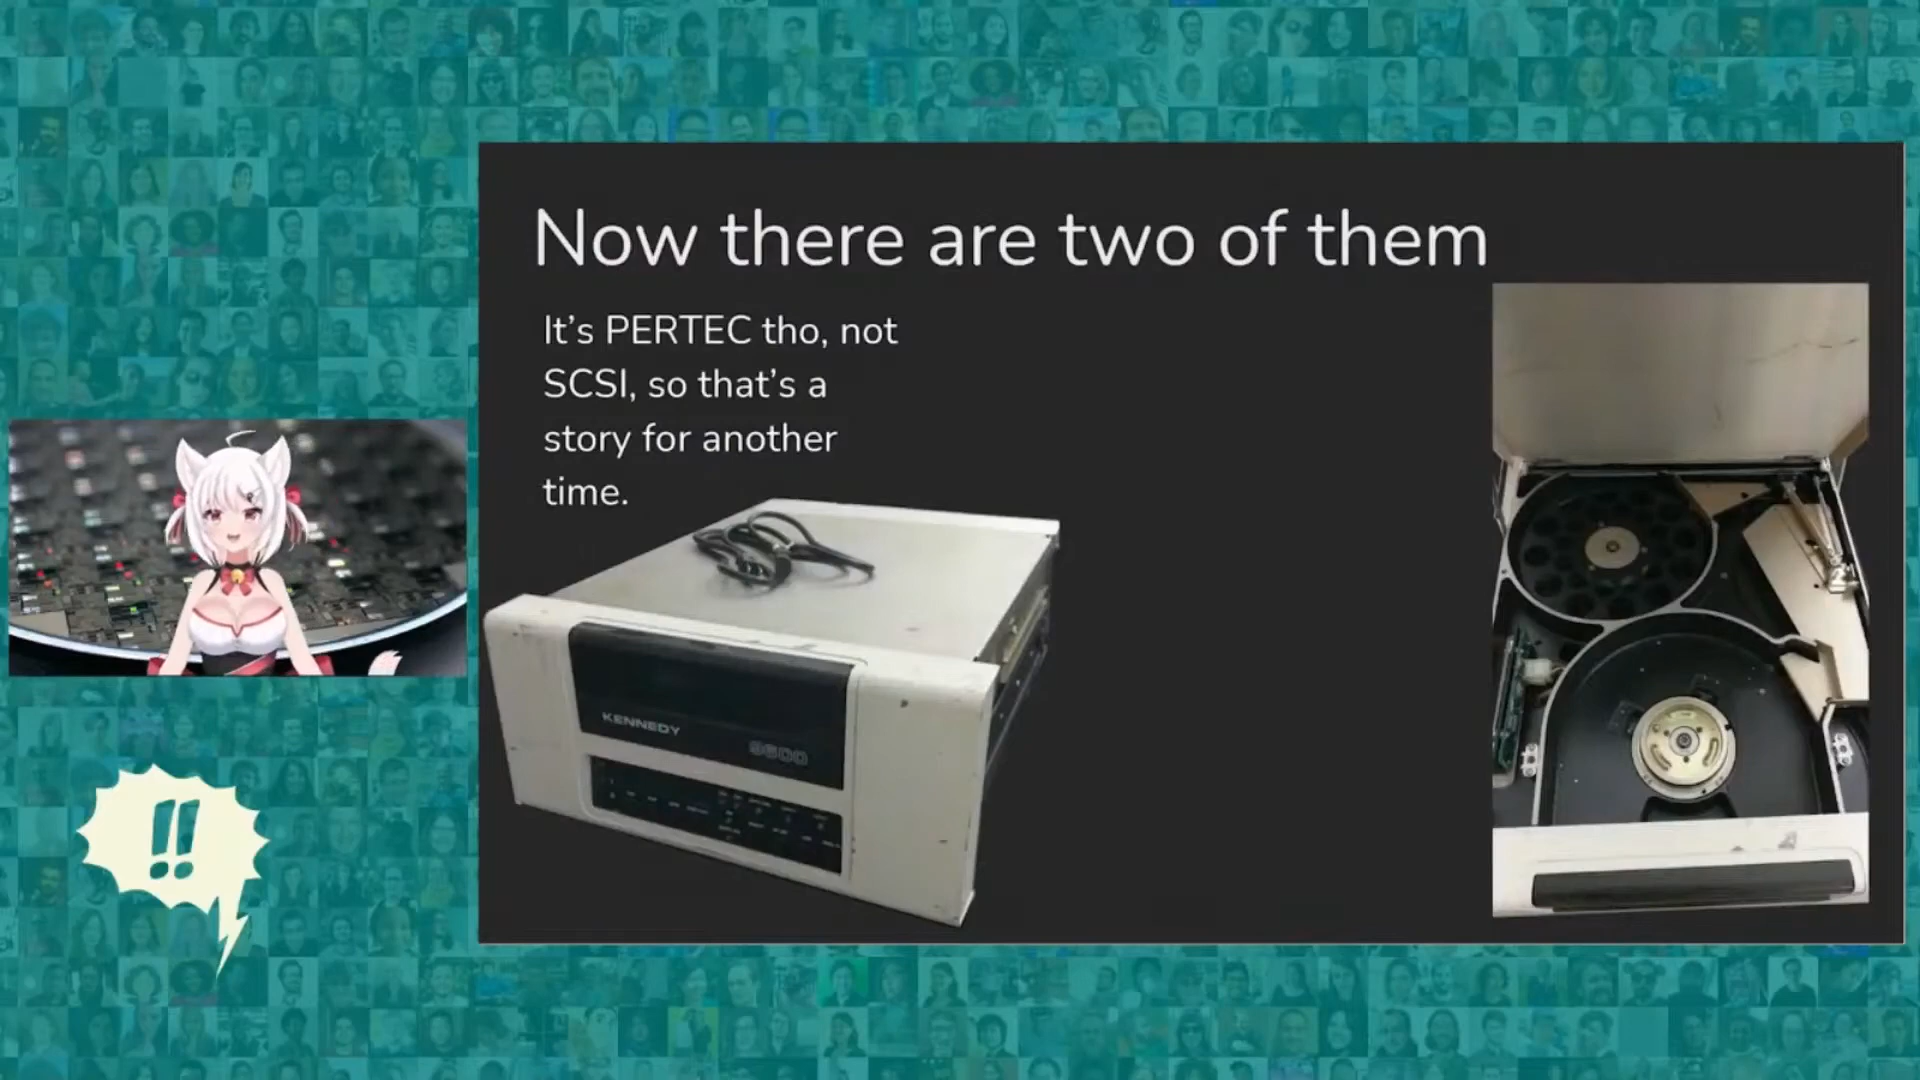 Now there are two of them
It’s PERTEC tho, not
SCSI, so that’s a
story for another
time.
KENNEDY
9600
!!